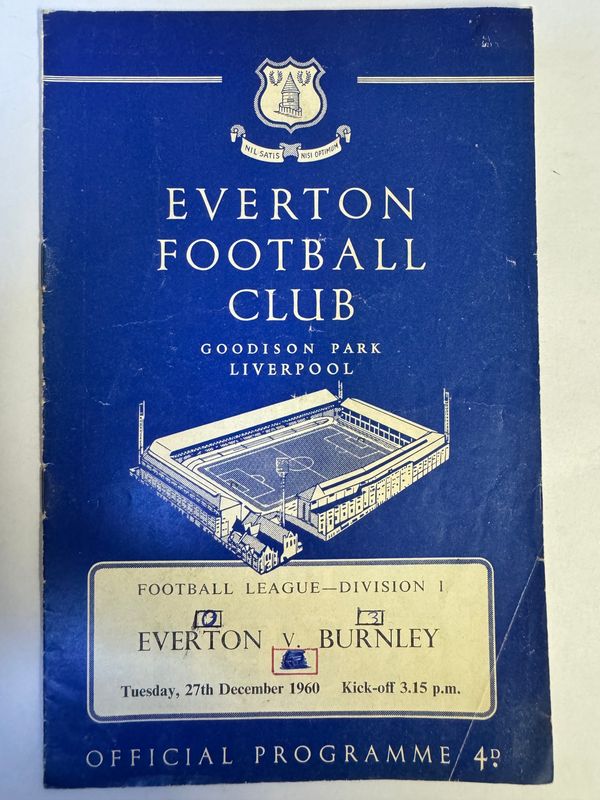 NIL SATIS NISI OPTIMUM
EVERTON
FOOTBALL
CLUB
GOODISON PARK
LIVERPOOL
FOOTBALL LEAGUE—DIVISION 1
0 3
EVERTON v. BURNLEY
Tuesday, 27th December 1960 Kick-off 3.15 p.m.
OFFICIAL PROGRAMME 4D.